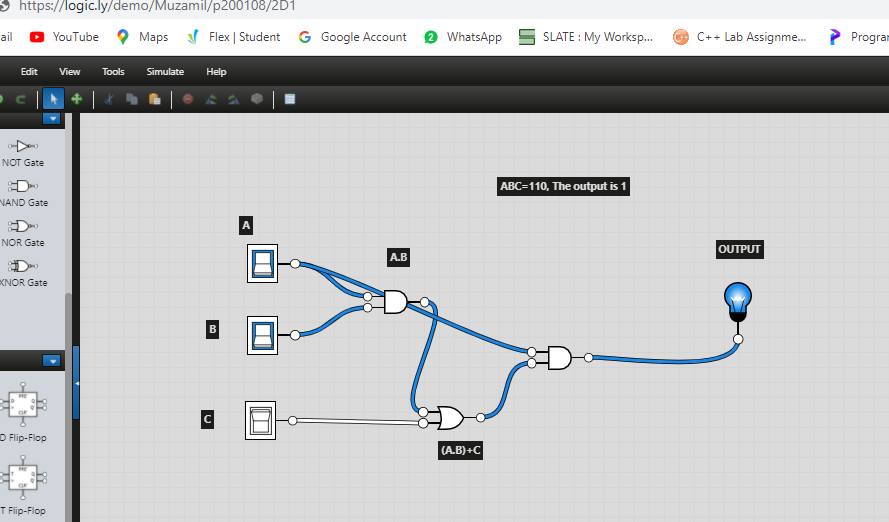 https://logic.ly/demo/Muzamil/p200108/2D1
ail YouTube Maps Flex | Student Google Account WhatsApp SLATE : My Worksp... C++ Lab Assignme... Progran
Edit View Tools Simulate Help
NOT Gate
NAND Gate
NOR Gate
XNOR Gate
D Flip-Flop
T Flip-Flop
ABC=110, The output is 1
A
A.B
OUTPUT
B
C
(A.B)+C